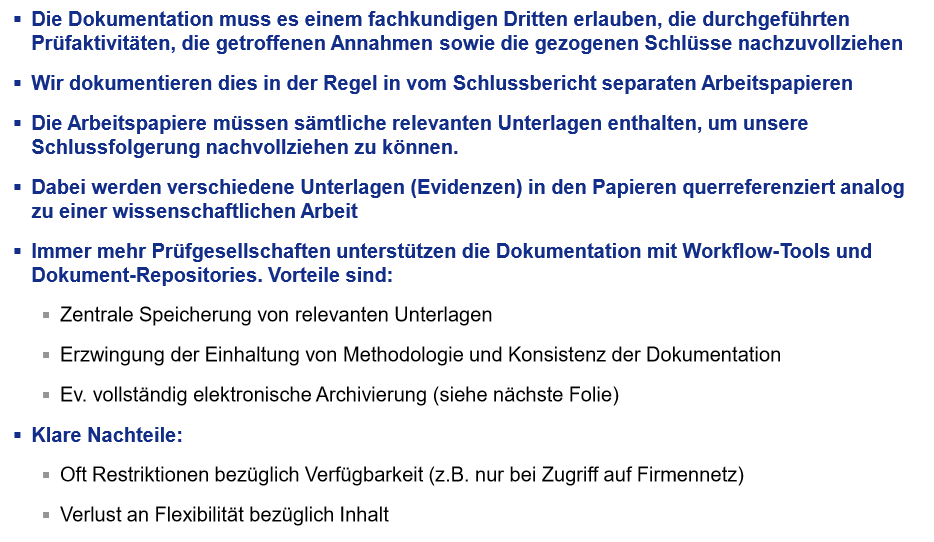 ▪ Die Dokumentation muss es einem fachkundigen Dritten erlauben, die durchgeführten
Prüfaktivitäten, die getroffenen Annahmen sowie die gezogenen Schlüsse nachzuvollziehen
▪ Wir dokumentieren dies in der Regel in vom Schlussbericht separaten Arbeitspapieren
▪ Die Arbeitspapiere müssen sämtliche relevanten Unterlagen enthalten, um unsere
Schlussfolgerung nachvollziehen zu können.
▪ Dabei werden verschiedene Unterlagen (Evidenzen) in den Papieren querreferenziert analog
zu einer wissenschaftlichen Arbeit
▪ Immer mehr Prüfgesellschaften unterstützen die Dokumentation mit Workflow-Tools und
Dokument-Repositories. Vorteile sind:
▪ Zentrale Speicherung von relevanten Unterlagen
▪ Erzwingung der Einhaltung von Methodologie und Konsistenz der Dokumentation
▪ Ev. vollständig elektronische Archivierung (siehe nächste Folie)
▪ Klare Nachteile:
▪ Oft Restriktionen bezüglich Verfügbarkeit (z.B. nur bei Zugriff auf Firmennetz)
▪ Verlust an Flexibilität bezüglich Inhalt